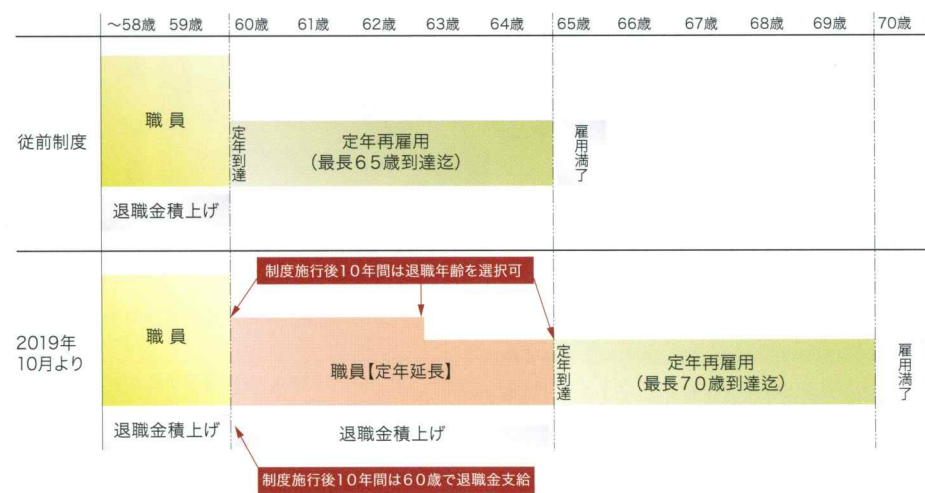 ～58歳 59歳 60歳 61歳 62歳 63歳 64歳 65歳 66歳 67歳 68歳 69歳 70歳
従前制度
職員
定年到達
定年再雇用
（最長６５歳到達迄）
雇用満了
退職金積上げ
制度施行後１０年間は退職年齢を選択可
2019年
10月より
職員
職員【定年延長】
定年到達
定年再雇用
（最長７０歳到達迄）
雇用満了
退職金積上げ
退職金積上げ
制度施行後１０年間は６０歳で退職金支給